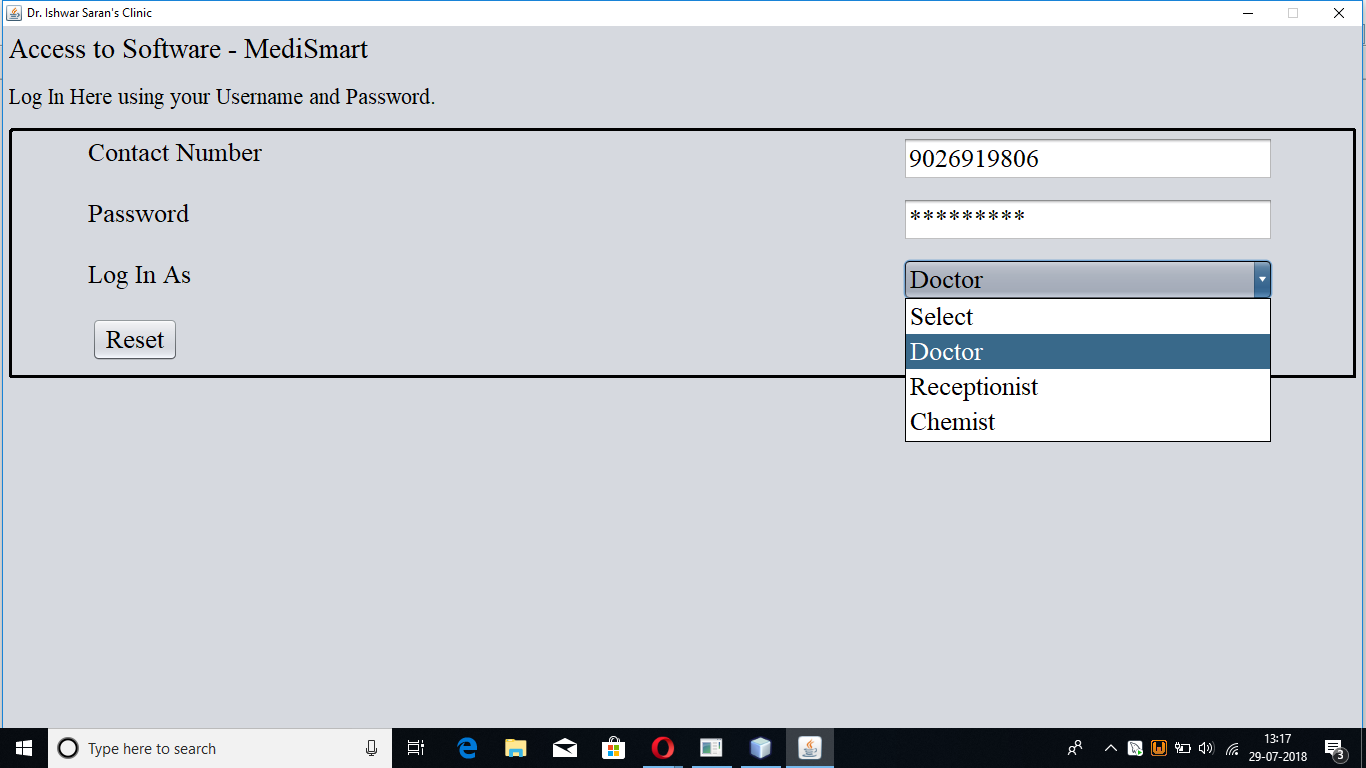 Dr. Ishwar Saran's Clinic
Access to Software - MediSmart
Log In Here using your Username and Password.
Contact Number
9026919806
Password
*********
Log In As
Doctor
Select
Doctor
Receptionist
Chemist
Reset
Type here to search
13:17
29-07-2018
3